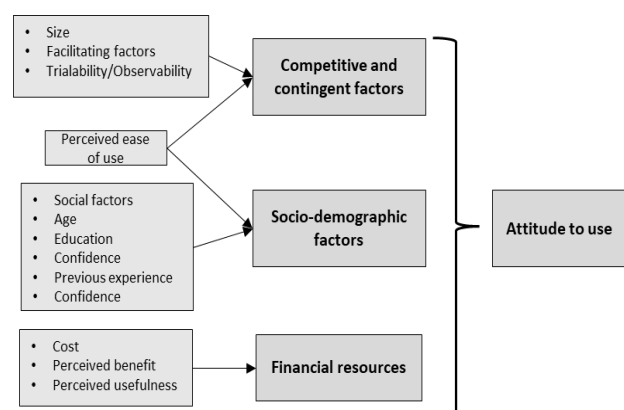 • Size
• Facilitating factors
• Trialability/Observability
Competitive and
contingent factors
Perceived ease
of use
• Social factors
• Age
• Education
• Confidence
• Previous experience
• Confidence
Socio-demographic
factors
Attitude to use
• Cost
• Perceived benefit
• Perceived usefulness
Financial resources